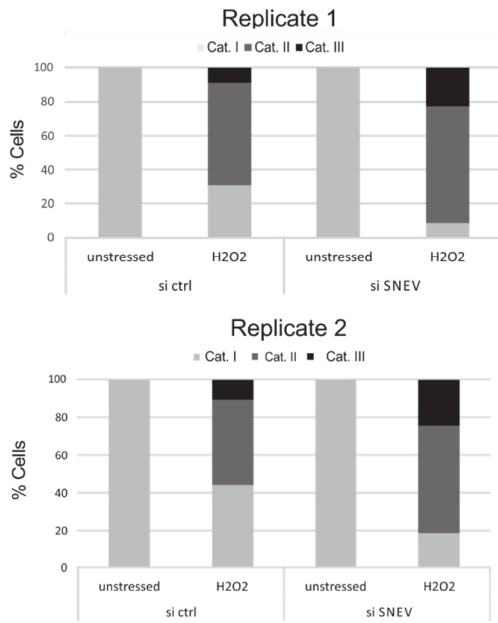 Replicate 1
Cat. I Cat. II Cat. III
100
80
60
40
20
0
% Cells
unstressed H2O2 unstressed H2O2
si ctrl si SNEV
Replicate 2
Cat. I Cat. II Cat. III
100
80
60
40
20
0
% Cells
unstressed H2O2 unstressed H2O2
si ctrl si SNEV